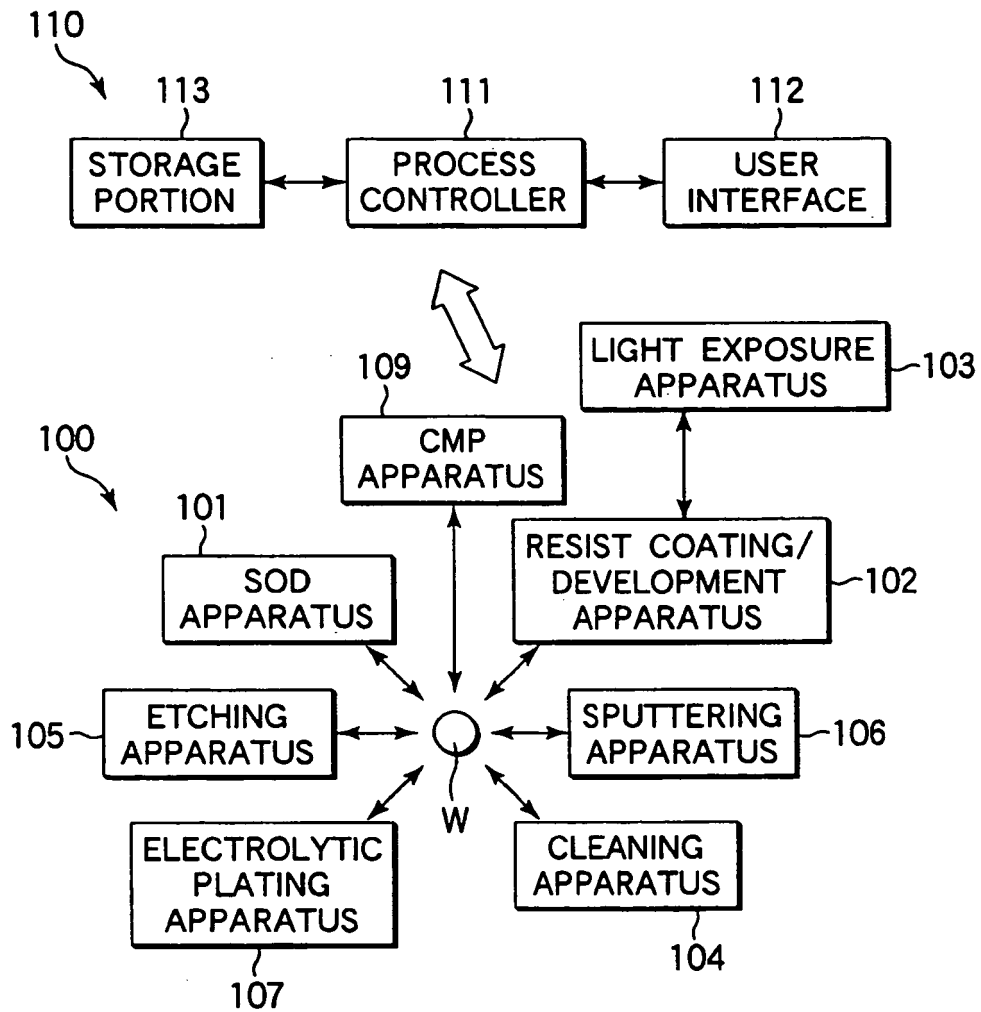 110
113
111
112
STORAGE
PORTION
PROCESS
CONTROLLER
USER
INTERFACE
109
LIGHT EXPOSURE
APPARATUS
103
100
CMP
APPARATUS
101
SOD
APPARATUS
RESIST COATING/
DEVELOPMENT
APPARATUS
102
105
ETCHING
APPARATUS
SPUTTERING
APPARATUS
106
W
ELECTROLYTIC
PLATING
APPARATUS
CLEANING
APPARATUS
104
107